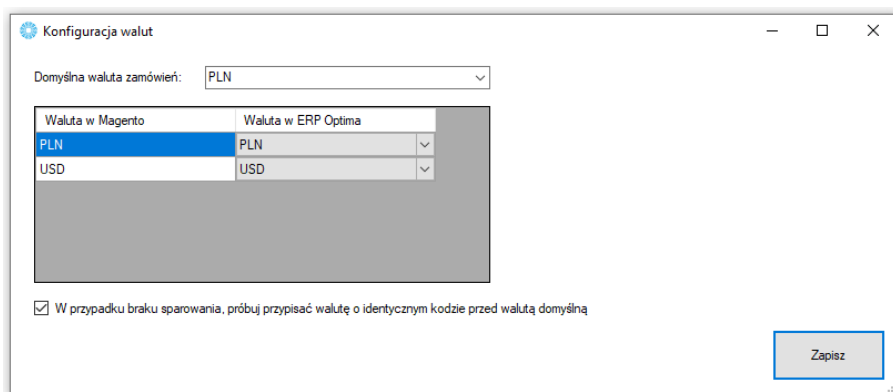 Konfiguracja walut
Domyślna waluta zamówień: PLN
Waluta w Magento Waluta w ERP Optima
PLN PLN
USD USD
W przypadku braku sparowania, próbuj przypisać walutę o identycznym kodzie przed walutą domyślną
Zapisz